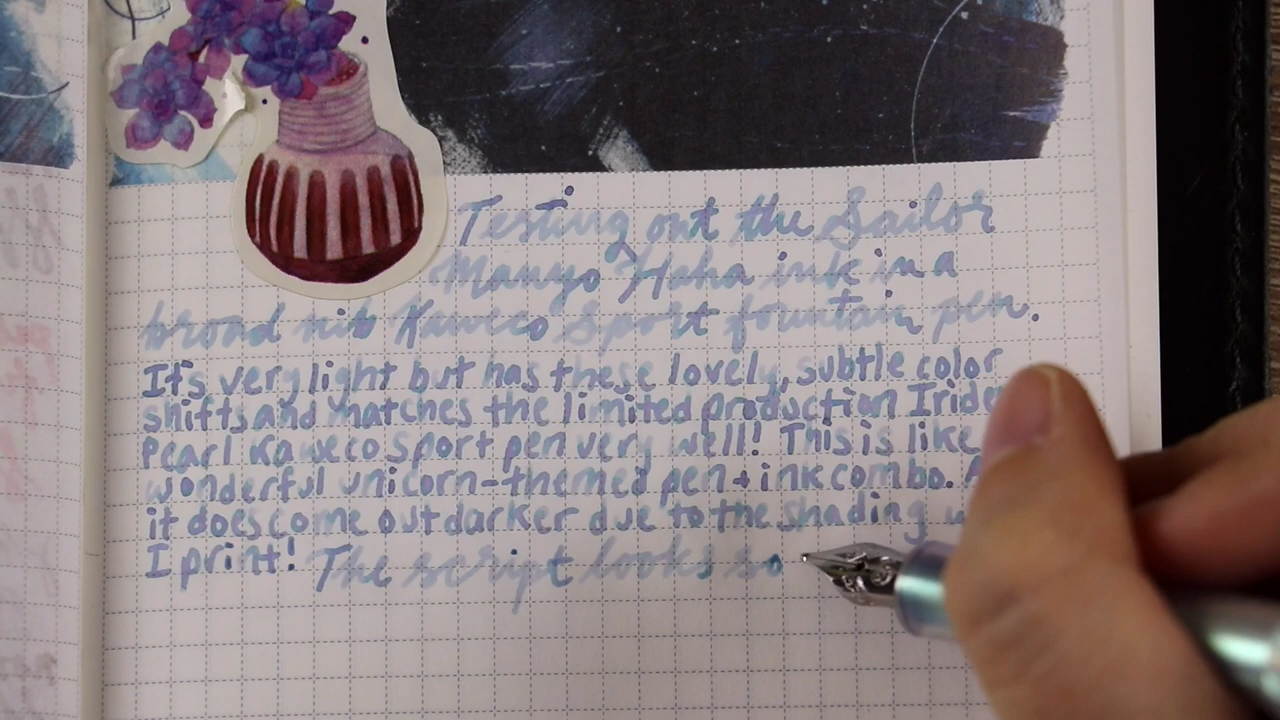 Testing out the Sailor
Manyo Haha ink in a
broad nib Kaweco Sport fountain pen.
It's very light but has these lovely, subtle color
shifts and matches the limited production
Pearl Kaweco sport pen very well! This is like
wonderful unicorn-themed pen + ink combo.
it does come out darker due to the shading
I print! The script looks so